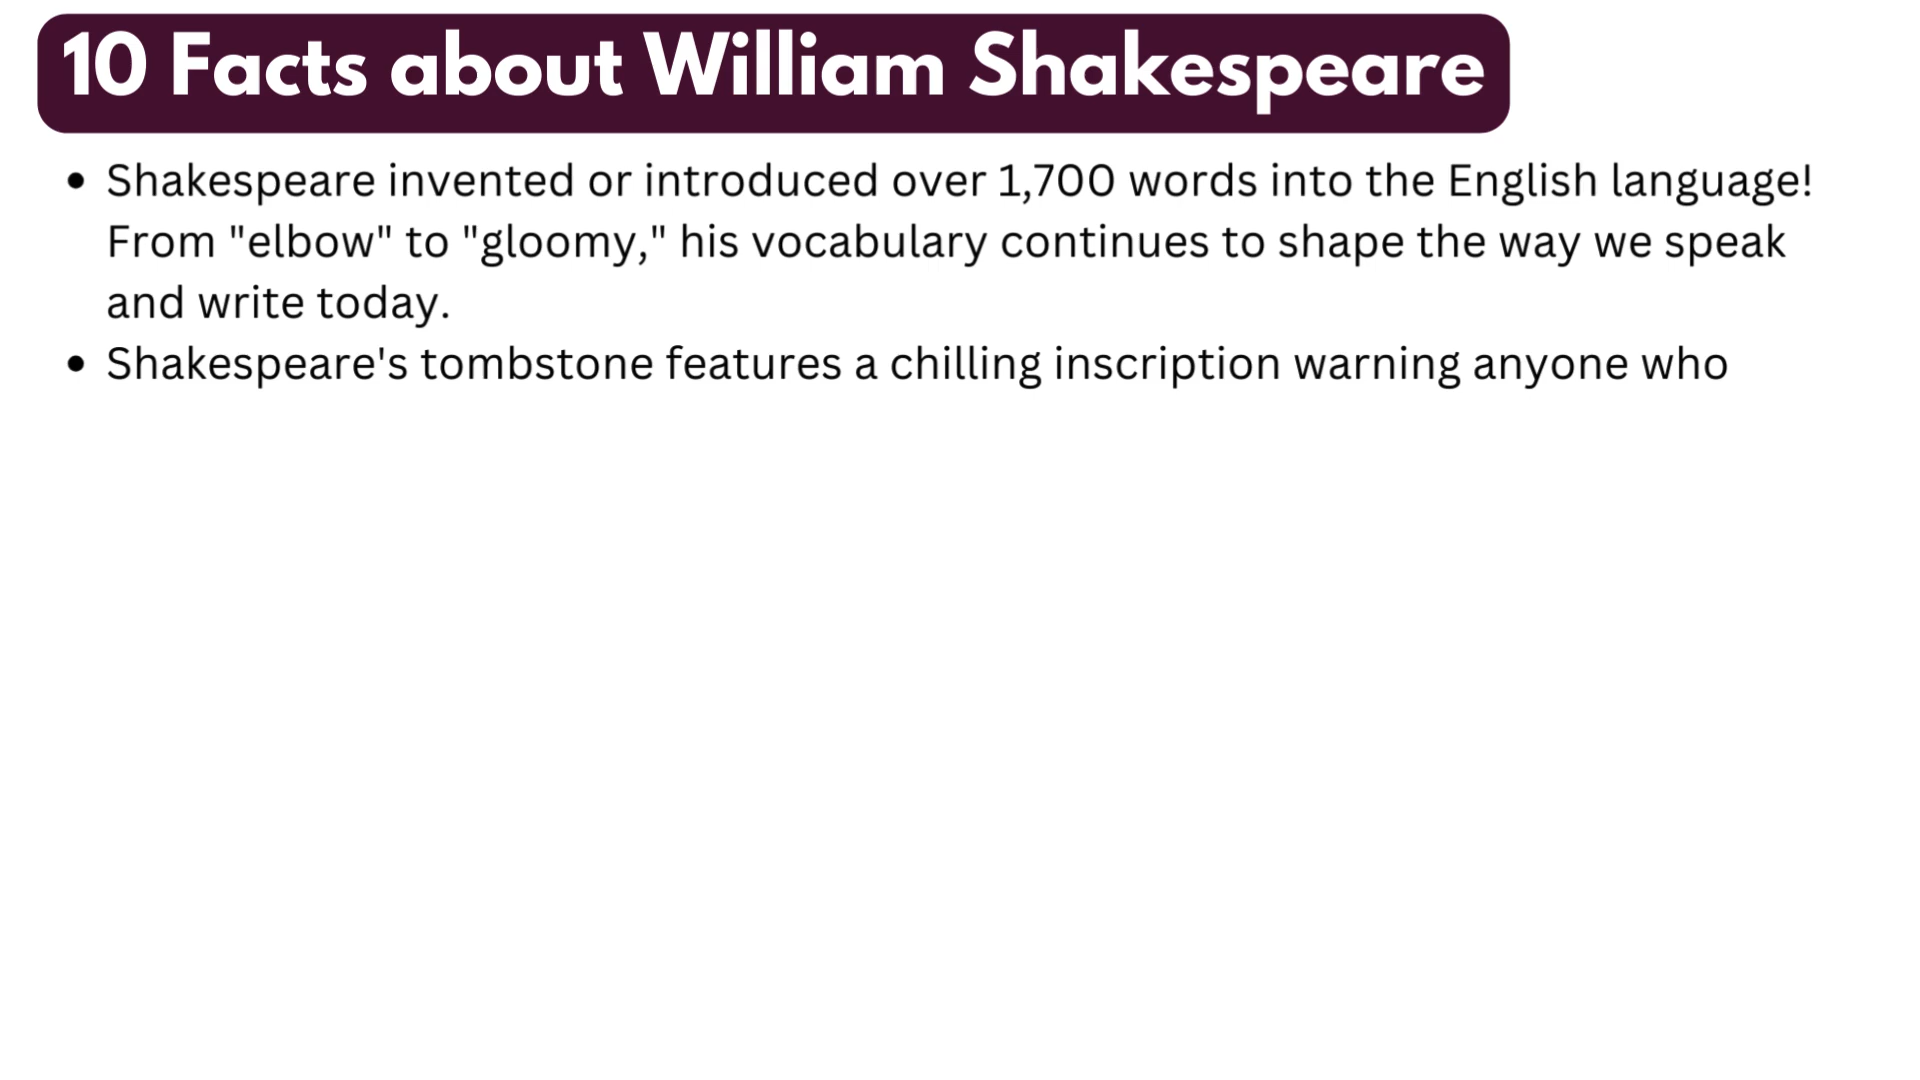 10 Facts about William Shakespeare
• Shakespeare invented or introduced over 1,700 words into the English language!
From "elbow" to "gloomy," his vocabulary continues to shape the way we speak
and write today.
• Shakespeare's tombstone features a chilling inscription warning anyone who